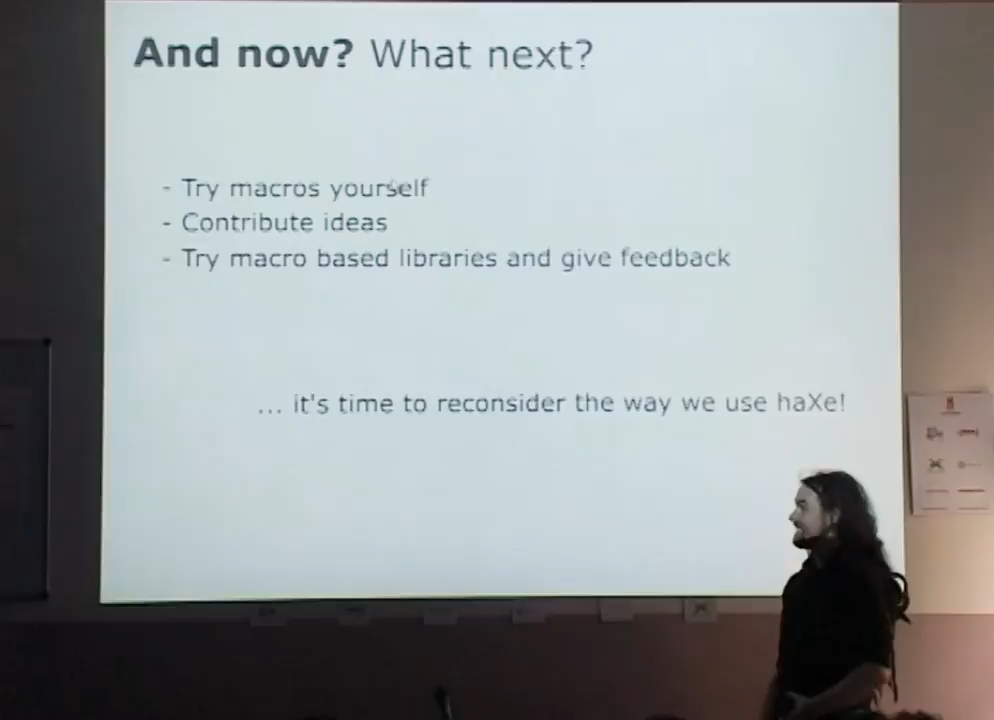 And now? What next?
- Try macros yourself
- Contribute ideas
- Try macro based libraries and give feedback
... it's time to reconsider the way we use haXe!